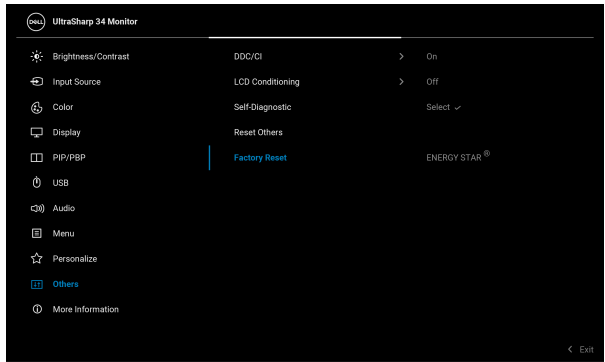 DELL UltraSharp 34 Monitor
Brightness/Contrast DDC/CI > On
Input Source LCD Conditioning > Off
Color Self-Diagnostic Select ✓
Display Reset Others
PIP/PBP Factory Reset ENERGY STAR ®
USB
Audio
Menu
Personalize
Others
More Information
< Exit